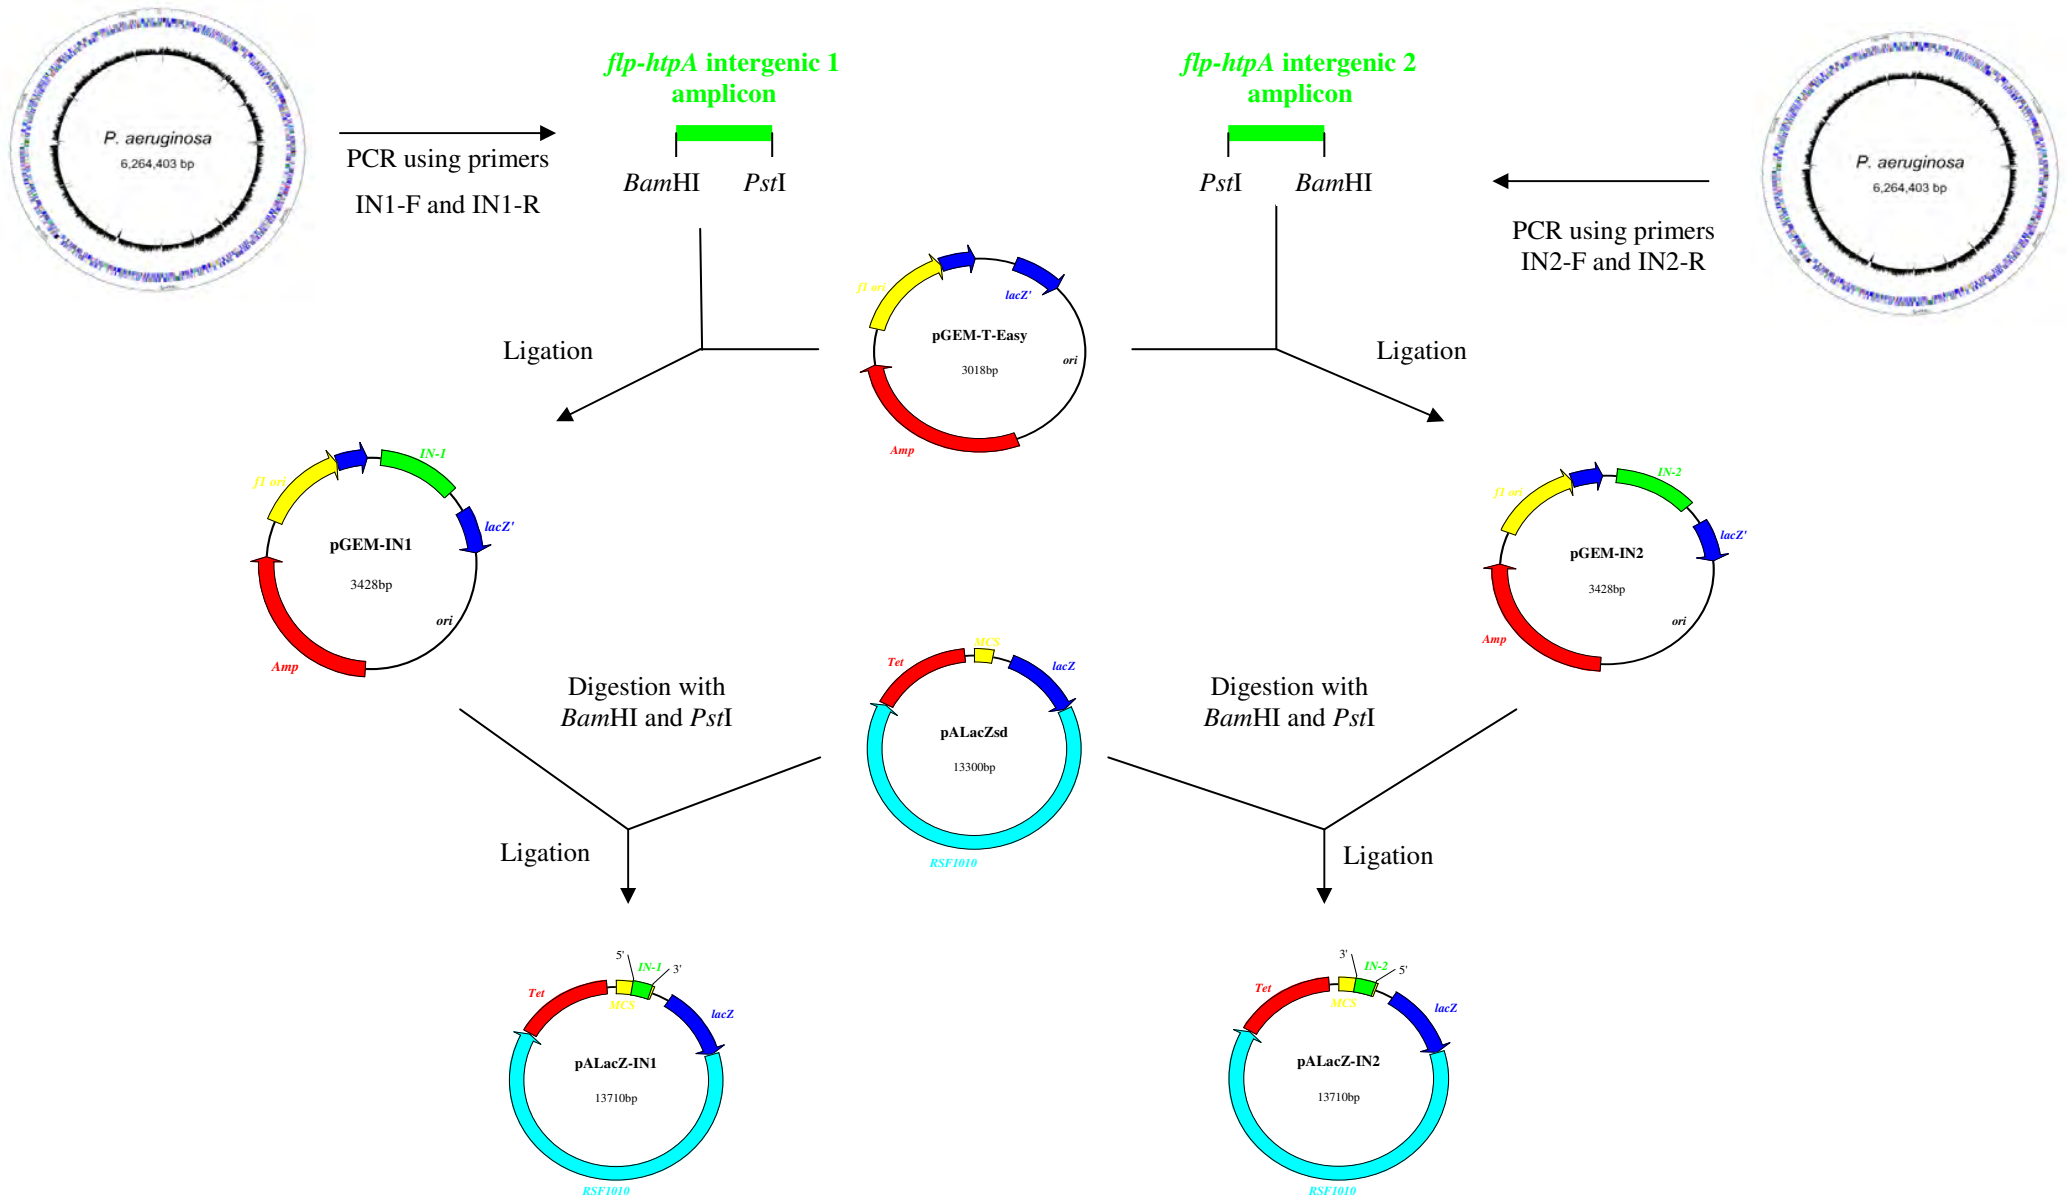 flp-htpA intergenic 1
amplicon
flp-htpA intergenic 2
amplicon
P. aeruginosa
6,264,403 bp
PCR using primers
IN1-F and IN1-R
BamHI
PstI
PstI
BamHI
P. aeruginosa
6,264,403 bp
PCR using primers
IN2-F and IN2-R
f1 ori
lacZ'
pGEM-T-Easy
3018bp
ori
Amp
Ligation
Ligation
f1 ori
IN-1
lacZ'
pGEM-IN1
3428bp
ori
Amp
f1 ori
IN-2
lacZ'
pGEM-IN2
3428bp
ori
Amp
Digestion with
BamHI and PstI
MCS
Tet
lacZ
pALacZsd
13300bp
RSF1010
Digestion with
BamHI and PstI
Ligation
Ligation
5'
IN-1
3'
Tet
MCS
lacZ
pALacZ-IN1
13710bp
RSF1010
3'
IN-2
5'
Tet
MCS
lacZ
pALacZ-IN2
13710bp
RSF1010